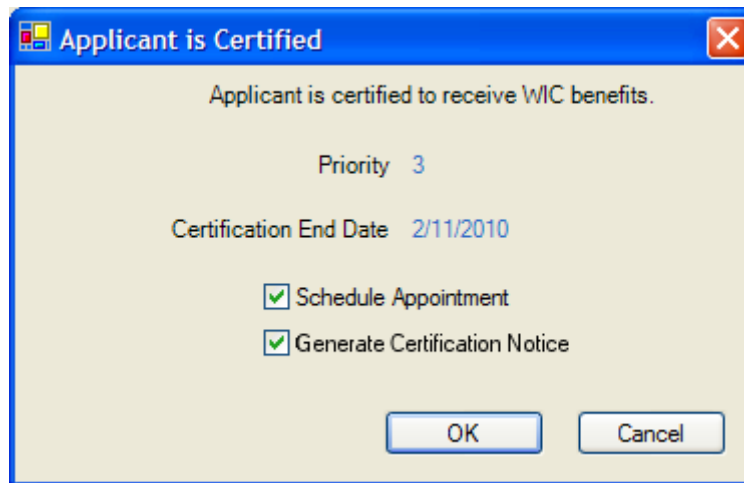 Applicant is Certified
Applicant is certified to receive WIC benefits.
Priority 3
Certification End Date 2/11/2010
Schedule Appointment
Generate Certification Notice
OK Cancel